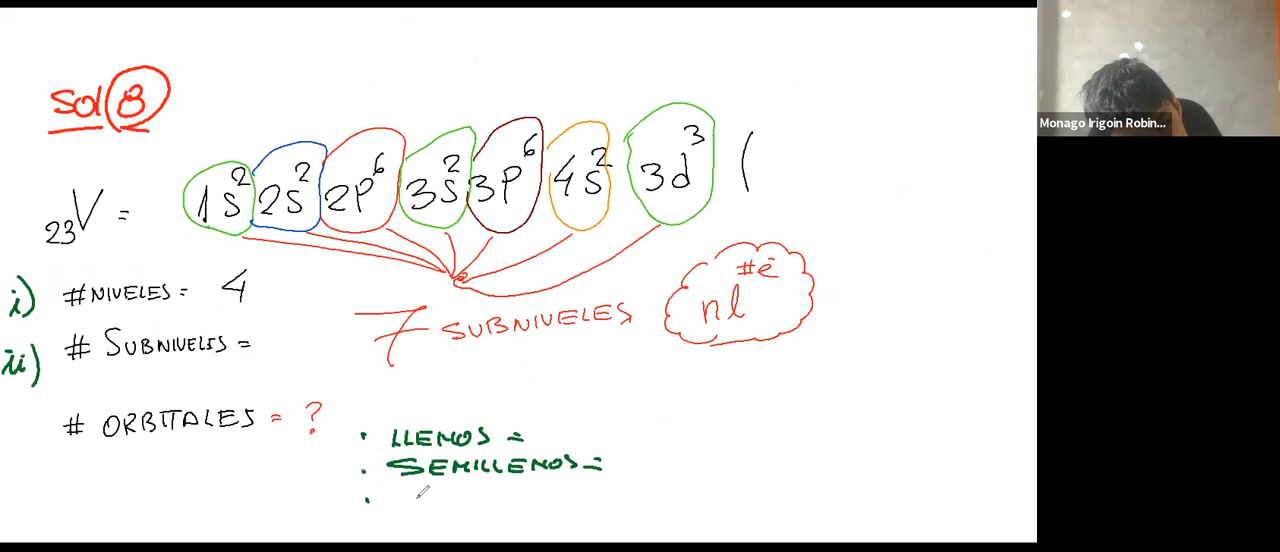 Sol 8
Monago Irigoin Robin...
₂₃V = 1s² 2s² 2p⁶ 3s² 3p⁶ 4s² 3d³ (
i) # NIVELES = 4
7 SUBNIVELES
nl^#e⁻
ii) # SUBNIVELES =
# ORBITALES = ?
· LLENOS =
· SEMILLENOS =
·